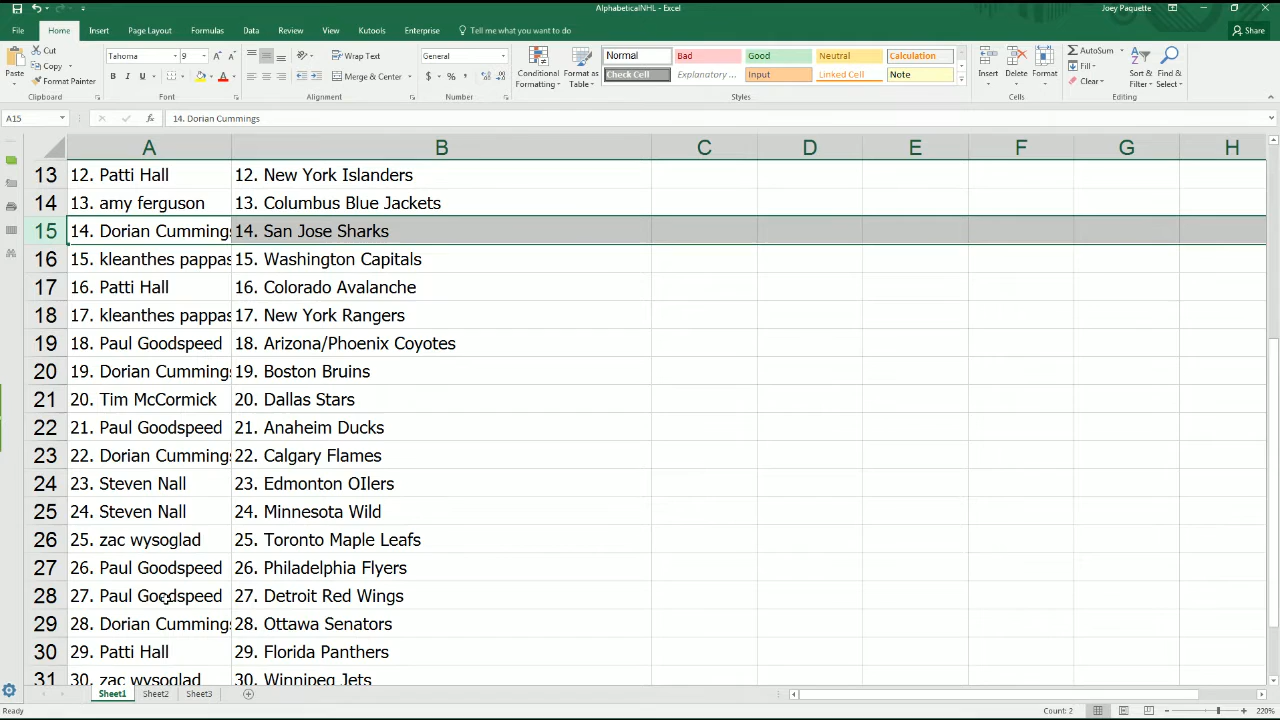 AlphabeticalNHL - Excel
Joey Paquette
File Home Insert Page Layout Formulas Data Review View Kutools Enterprise Tell me what you want to do Share
Cut
Copy
Format Painter
Paste
Clipboard
Tahoma 9
B I U
Font
Wrap Text
Merge & Center
Alignment
General
$ % ,
Number
Conditional Formatting
Format as Table
Normal Bad Good Neutral Calculation
Check Cell Explanatory ... Input Linked Cell Note
Styles
Insert Delete Format
Cells
AutoSum
Fill
Clear
Sort & Filter
Find & Select
Editing
A15 fx 14. Dorian Cummings
A B C D E F G H
13 12. Patti Hall 12. New York Islanders
14 13. amy ferguson 13. Columbus Blue Jackets
15 14. Dorian Cummings 14. San Jose Sharks
16 15. kleanthes pappas 15. Washington Capitals
17 16. Patti Hall 16. Colorado Avalanche
18 17. kleanthes pappas 17. New York Rangers
19 18. Paul Goodspeed 18. Arizona/Phoenix Coyotes
20 19. Dorian Cummings 19. Boston Bruins
21 20. Tim McCormick 20. Dallas Stars
22 21. Paul Goodspeed 21. Anaheim Ducks
23 22. Dorian Cummings 22. Calgary Flames
24 23. Steven Nall 23. Edmonton OIlers
25 24. Steven Nall 24. Minnesota Wild
26 25. zac wysoglad 25. Toronto Maple Leafs
27 26. Paul Goodspeed 26. Philadelphia Flyers
28 27. Paul Goodspeed 27. Detroit Red Wings
29 28. Dorian Cummings 28. Ottawa Senators
30 29. Patti Hall 29. Florida Panthers
31 30. zac wysoglad 30. Winnipeg Jets
Sheet1 Sheet2 Sheet3
Ready Count: 2 220%